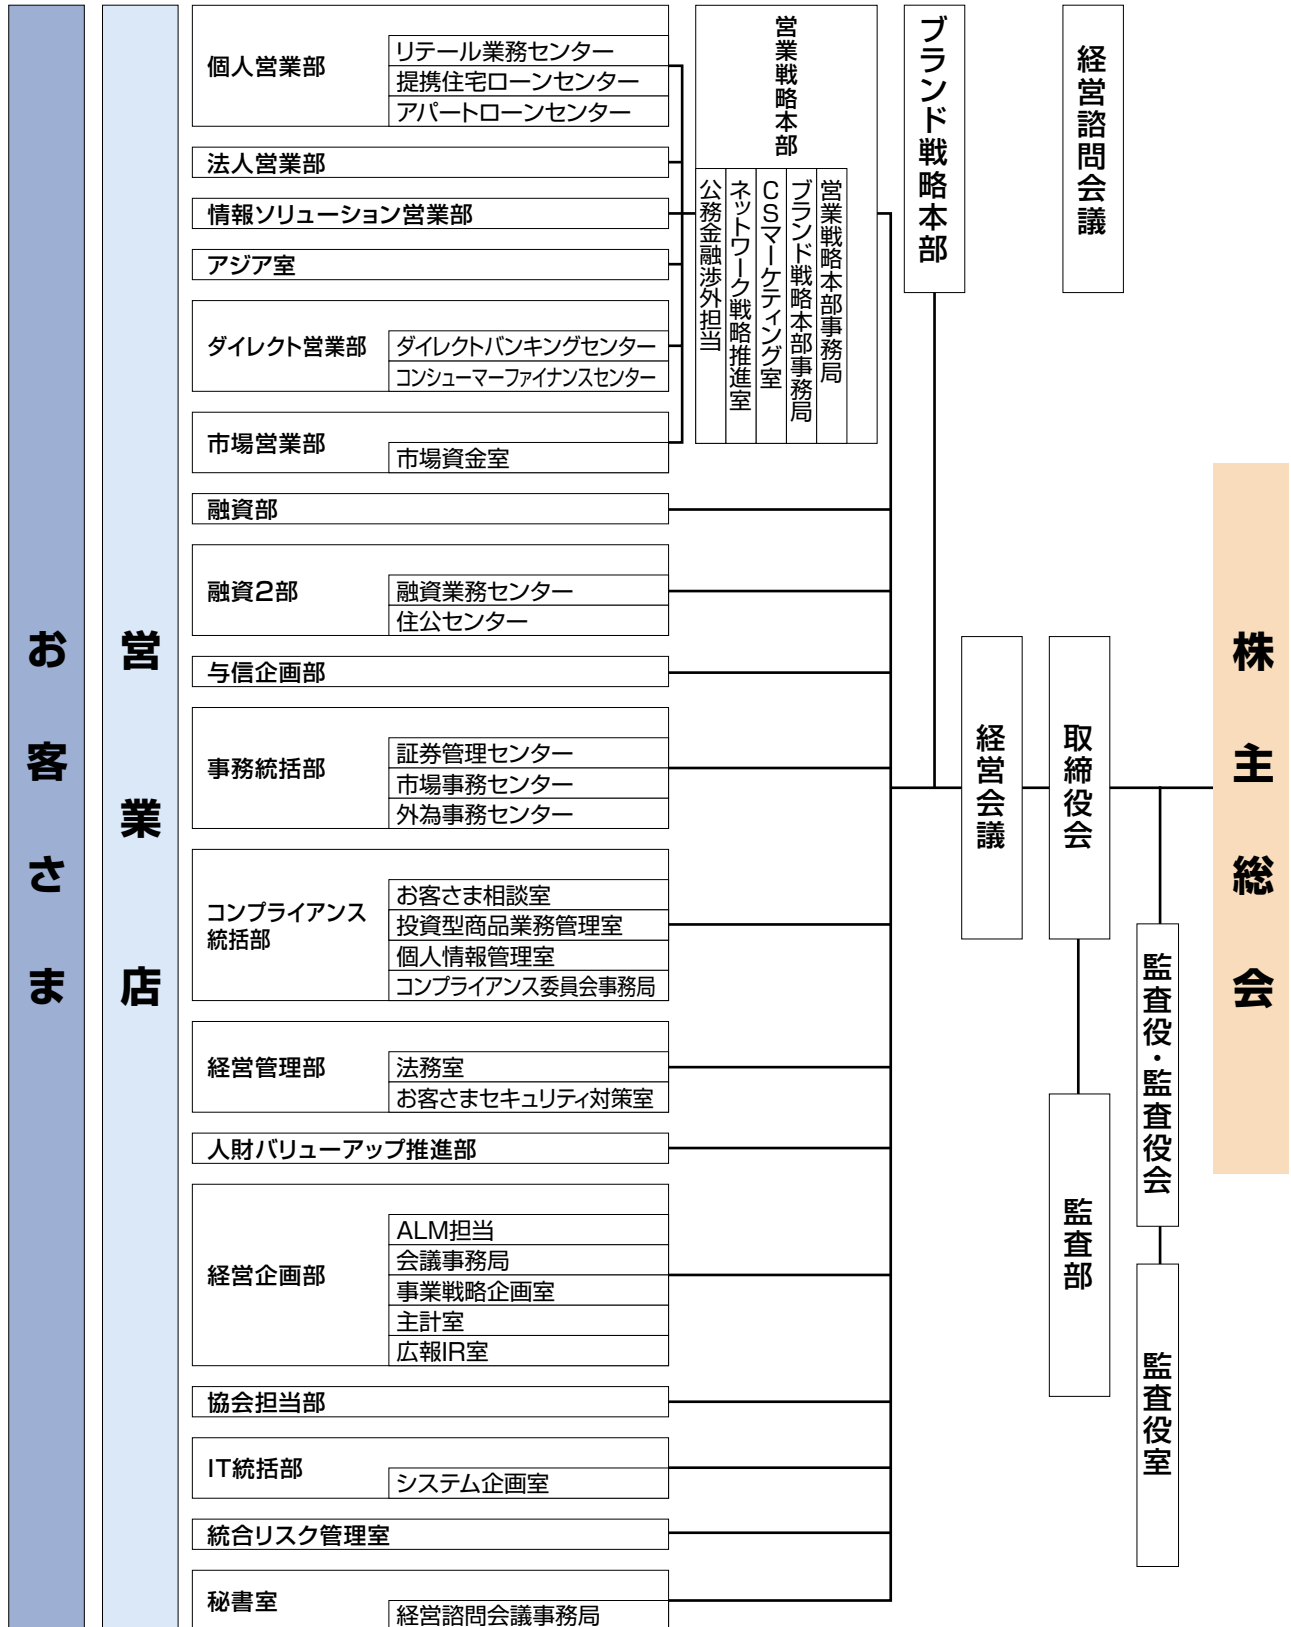 お客さま
営業店
個人営業部
リテール業務センター
提携住宅ローンセンター
アパートローンセンター
法人営業部
情報ソリューション営業部
アジア室
ダイレクト営業部
ダイレクトバンキングセンター
コンシューマーファイナンスセンター
市場営業部
市場資金室
融資部
融資2部
融資業務センター
住公センター
与信企画部
事務統括部
証券管理センター
市場事務センター
外為事務センター
コンプライアンス
統括部
お客さま相談室
投資型商品業務管理室
個人情報管理室
コンプライアンス委員会事務局
経営管理部
法務室
お客さまセキュリティ対策室
人財バリューアップ推進部
経営企画部
ALM担当
会議事務局
事業戦略企画室
主計室
広報IR室
協会担当部
IT統括部
システム企画室
統合リスク管理室
秘書室
経営諮問会議事務局
営業戦略本部
営業戦略本部事務局
ブランド戦略本部事務局
CSマーケティング室
ネットワーク戦略推進室
公務金融渉外担当
ブランド戦略本部
経営諮問会議
経営会議
取締役会
監査部
監査役・監査役会
監査役室
株主総会